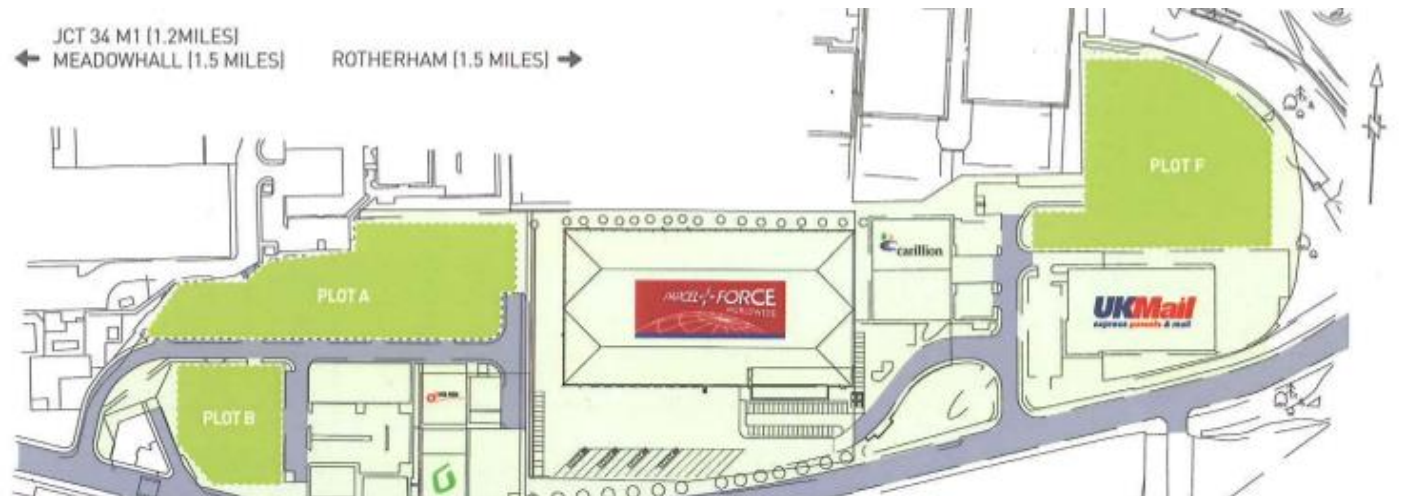 JCT 34 M1 (1.2MILES)
MEADOWHALL (1.5 MILES)
ROTHERHAM (1.5 MILES)
PLOT F
carillion
PLOT A
PARCEL FORCE
WORLDWIDE
UKMail
express parcels & mail
PLOT B